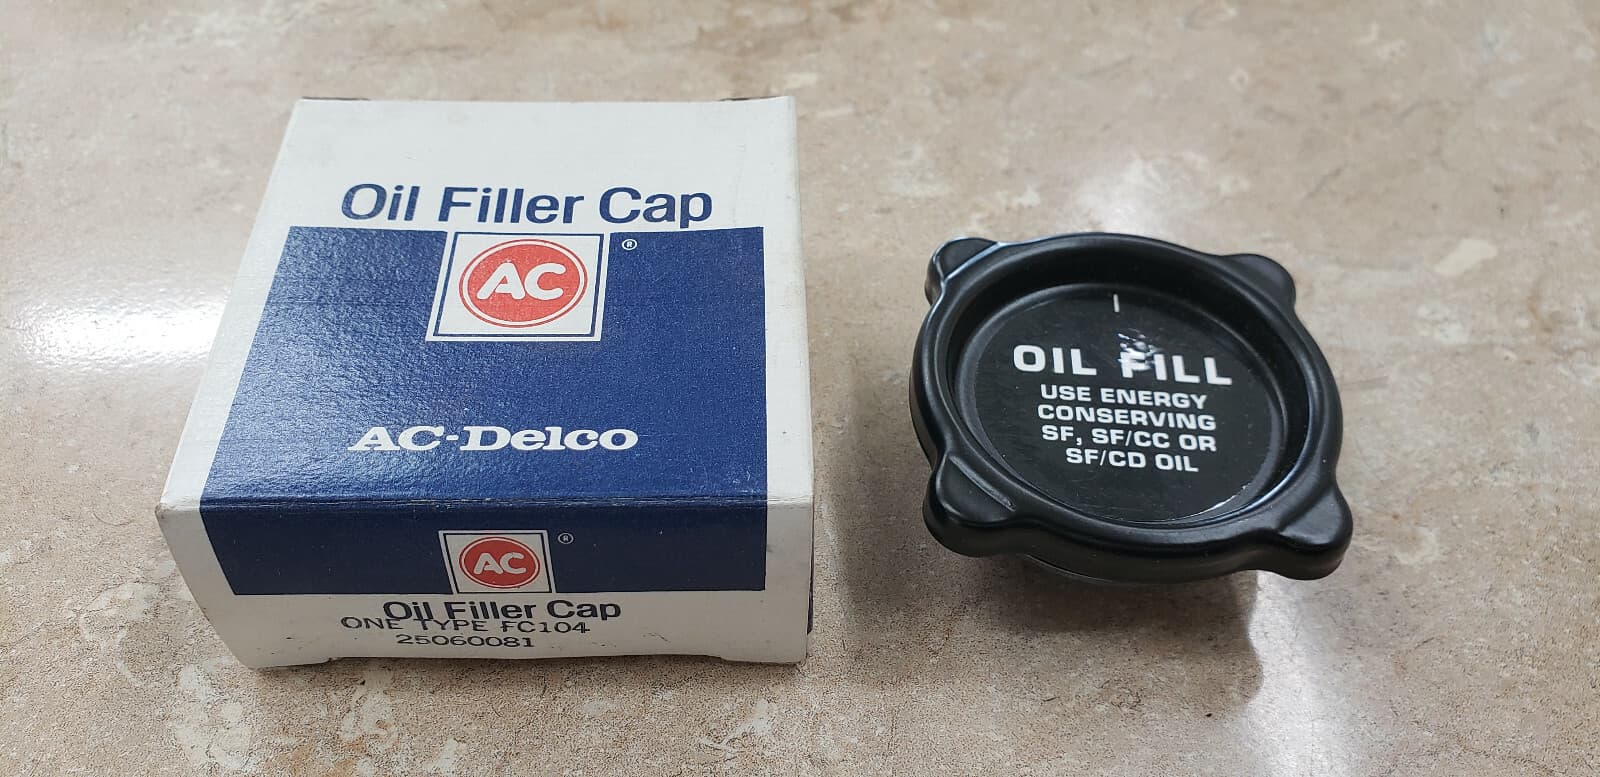 Oil Filler Cap
AC ®
AC-Delco
AC ®
Oil Filler Cap
ONE TYPE FC104
25060081
OIL FILL
USE ENERGY
CONSERVING
SF, SF/CC OR
SF/CD OIL